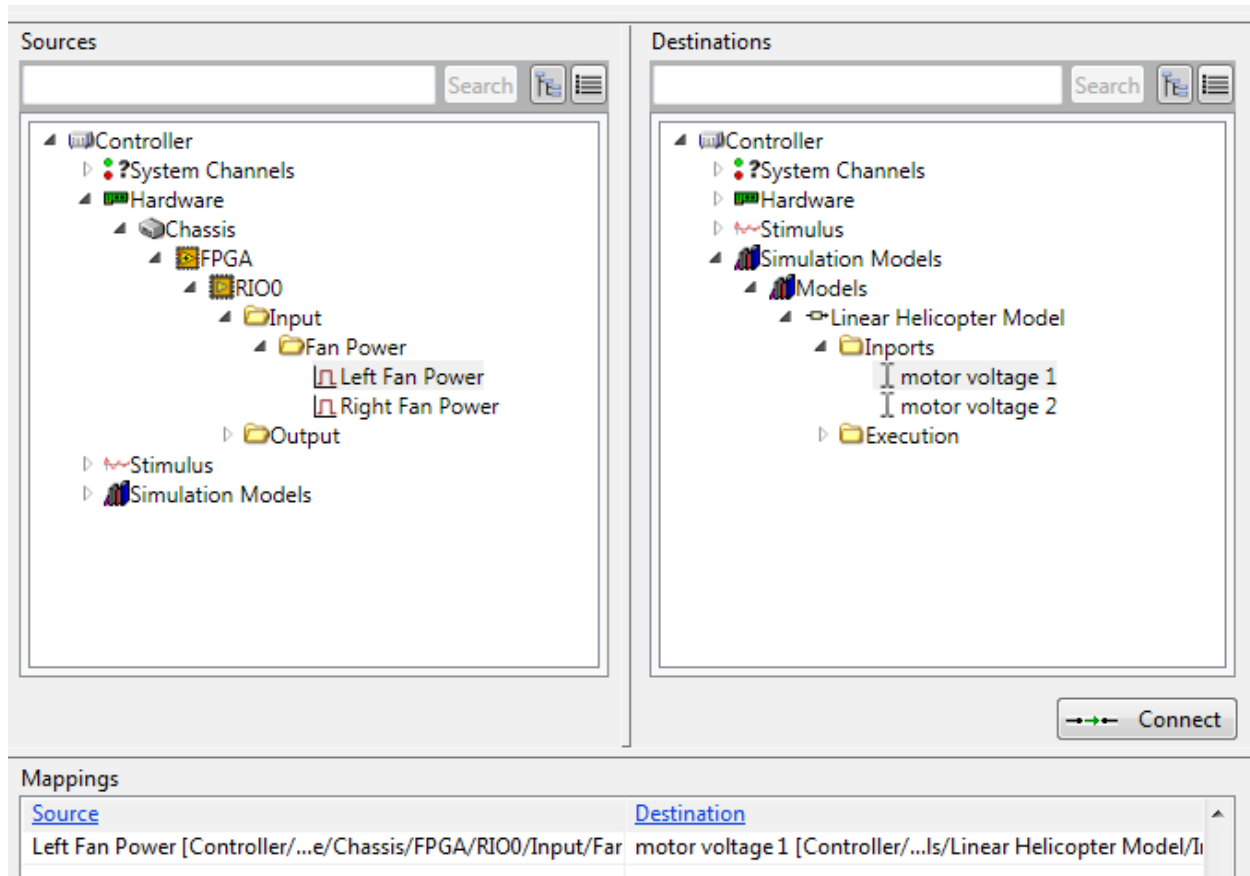 Sources
Search
Controller
?System Channels
Hardware
Chassis
FPGA
RIO0
Input
Fan Power
Left Fan Power
Right Fan Power
Output
Stimulus
Simulation Models
Destinations
Search
Controller
?System Channels
Hardware
Stimulus
Simulation Models
Models
Linear Helicopter Model
Inports
motor voltage 1
motor voltage 2
Execution
Connect
Mappings
Source Destination
Left Fan Power [Controller/...e/Chassis/FPGA/RIO0/Input/Far motor voltage 1 [Controller/...ls/Linear Helicopter Model/